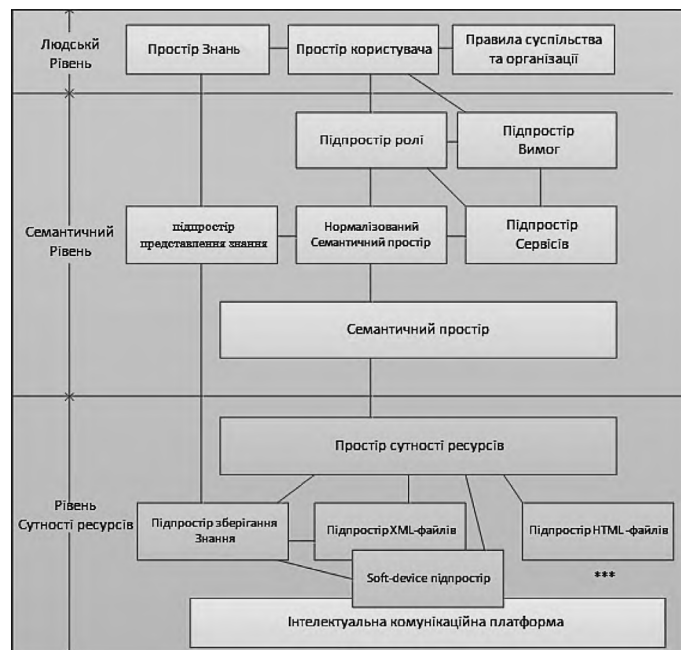 Людськй
Рівень
Простір Знань
Простір користувача
Правила суспільства
та організації
Підпростір ролі
Підпростір
Вимог
Семантичний
Рівень
підпростір
представлення знання
Нормалізований
Семантичний простір
Підпростір
Сервісів
Семантичний простір
Простір сутності ресурсів
Рівень
Сутності ресурсів
Підпростір зберігання
Знання
Підпростір XML-файлів
Підпростір HTML-файлів
Soft-device підпростір
***
Інтелектуальна комунікаційна платформа